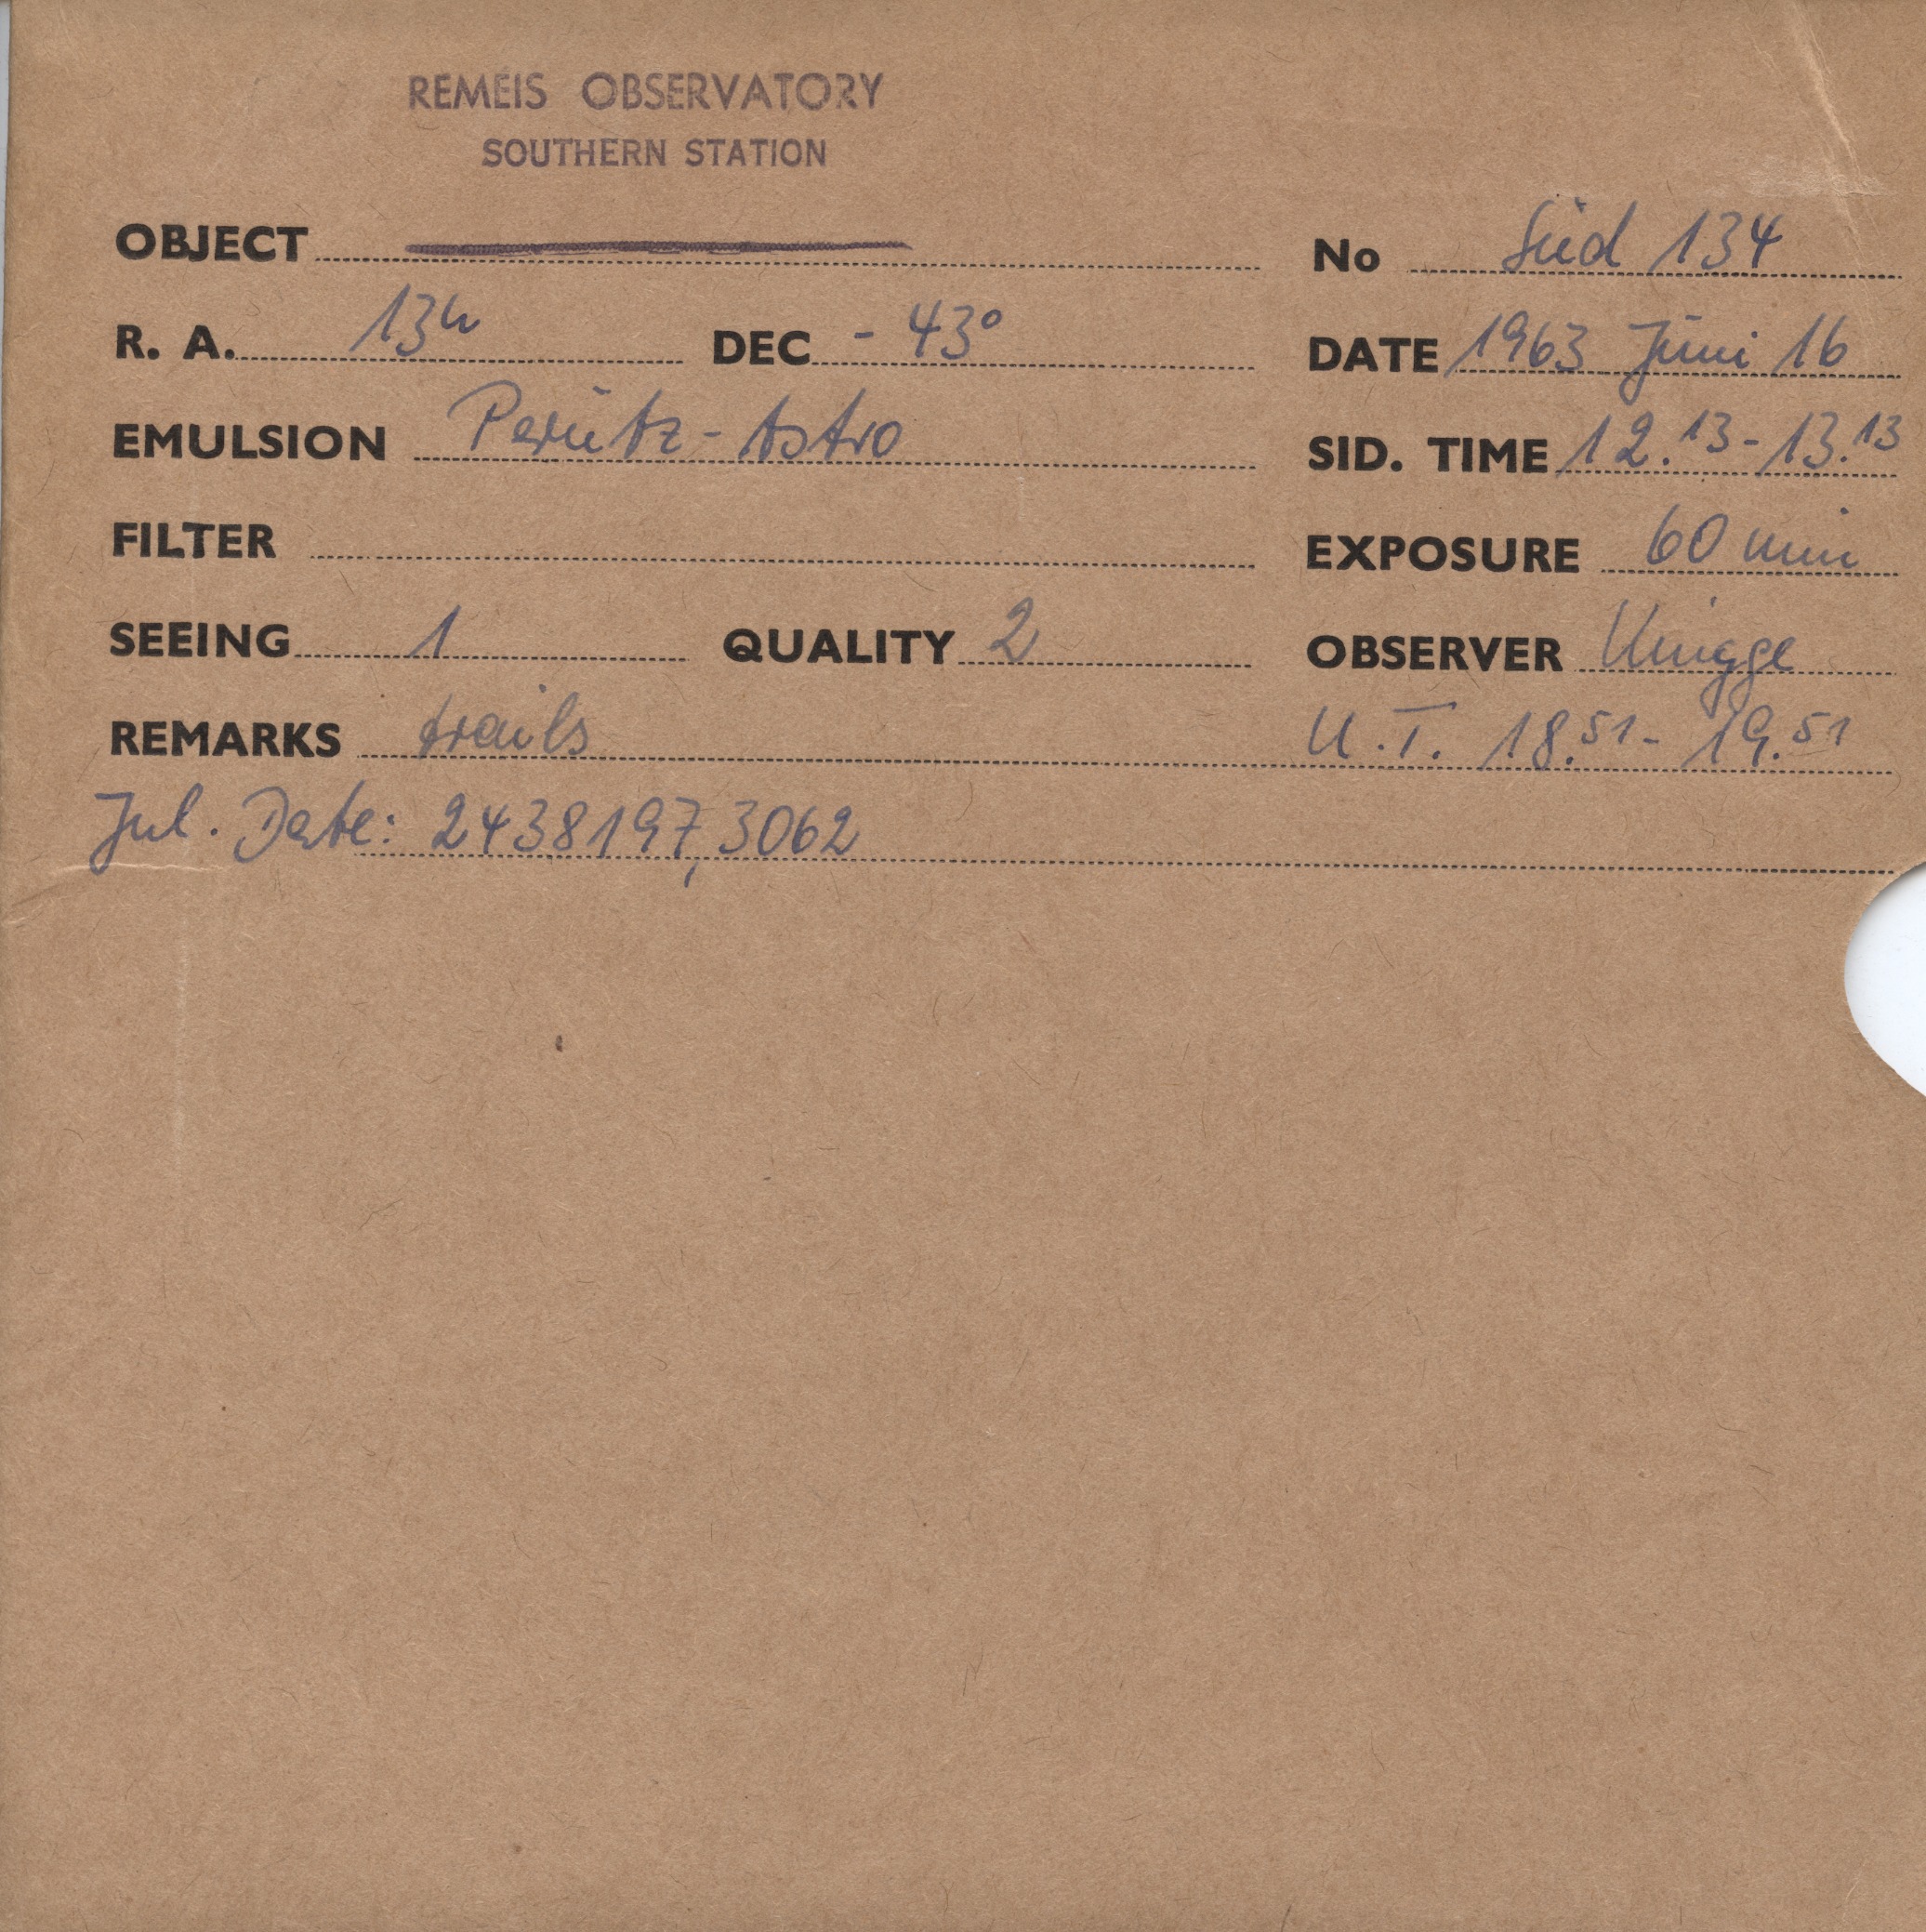 REMEIS OBSERVATORY
SOUTHERN STATION
OBJECT No Süd 134
R. A. 13h DEC - 43° DATE 1963 Juni 16
EMULSION Perutz-Astro SID. TIME 12.13-13.13
FILTER EXPOSURE 60 min
SEEING 1 QUALITY 2 OBSERVER Knigge
REMARKS trails U.T. 18.51-19.51
Jul. Date: 2438197,3062